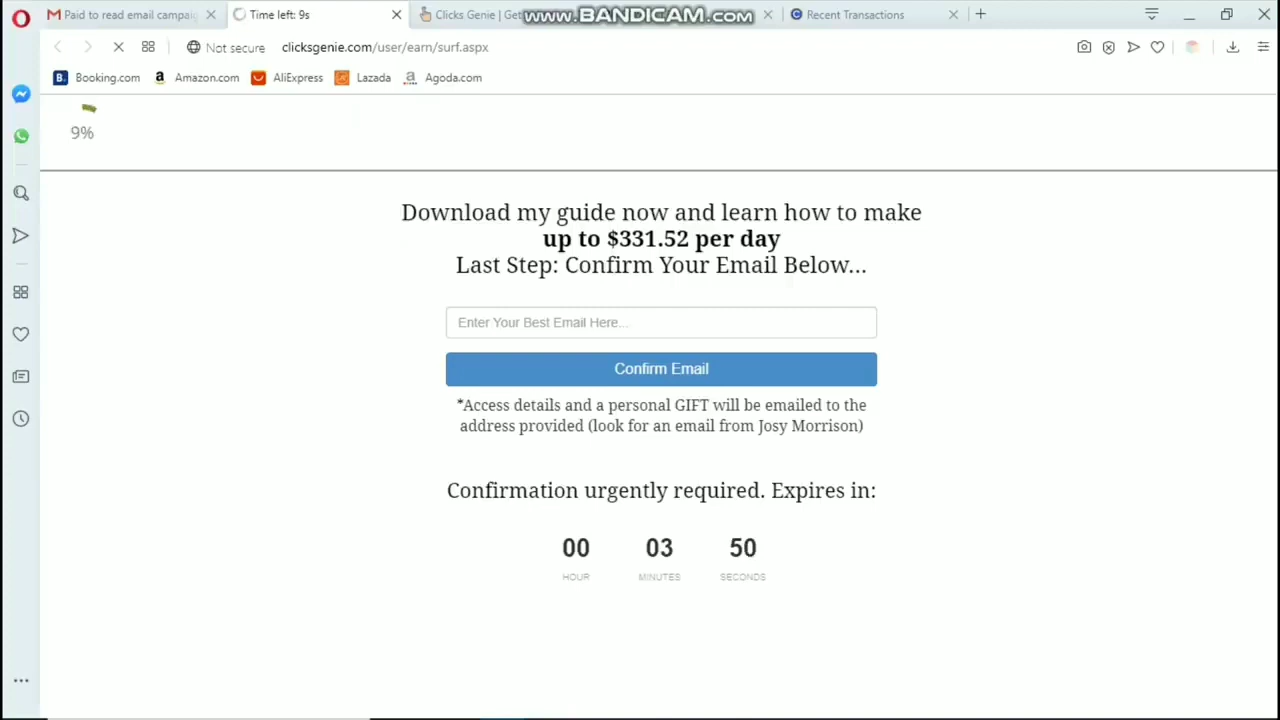 Paid to read email campaig
Time left: 9s
Clicks Genie | Get
www.BANDICAM.com
Recent Transactions
Not secure
clicksgenie.com/user/earn/surf.aspx
B.
Booking.com
a
Amazon.com
AliExpress
Lazada
a
Agoda.com
9%
Download my guide now and learn how to make
up to $331.52 per day
Last Step: Confirm Your Email Below...
Enter Your Best Email Here...
Confirm Email
*Access details and a personal GIFT will be emailed to the
address provided (look for an email from Josy Morrison)
Confirmation urgently required. Expires in:
00 03 50
HOUR MINUTES SECONDS